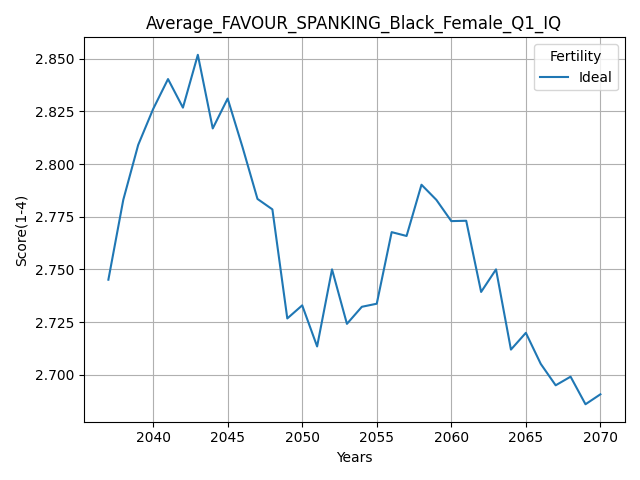 Average_FAVOUR_SPANKING_Black_Female_Q1_IQ
Fertility
Ideal
Score(1-4)
2.850
2.825
2.800
2.775
2.750
2.725
2.700
2040 2045 2050 2055 2060 2065 2070
Years